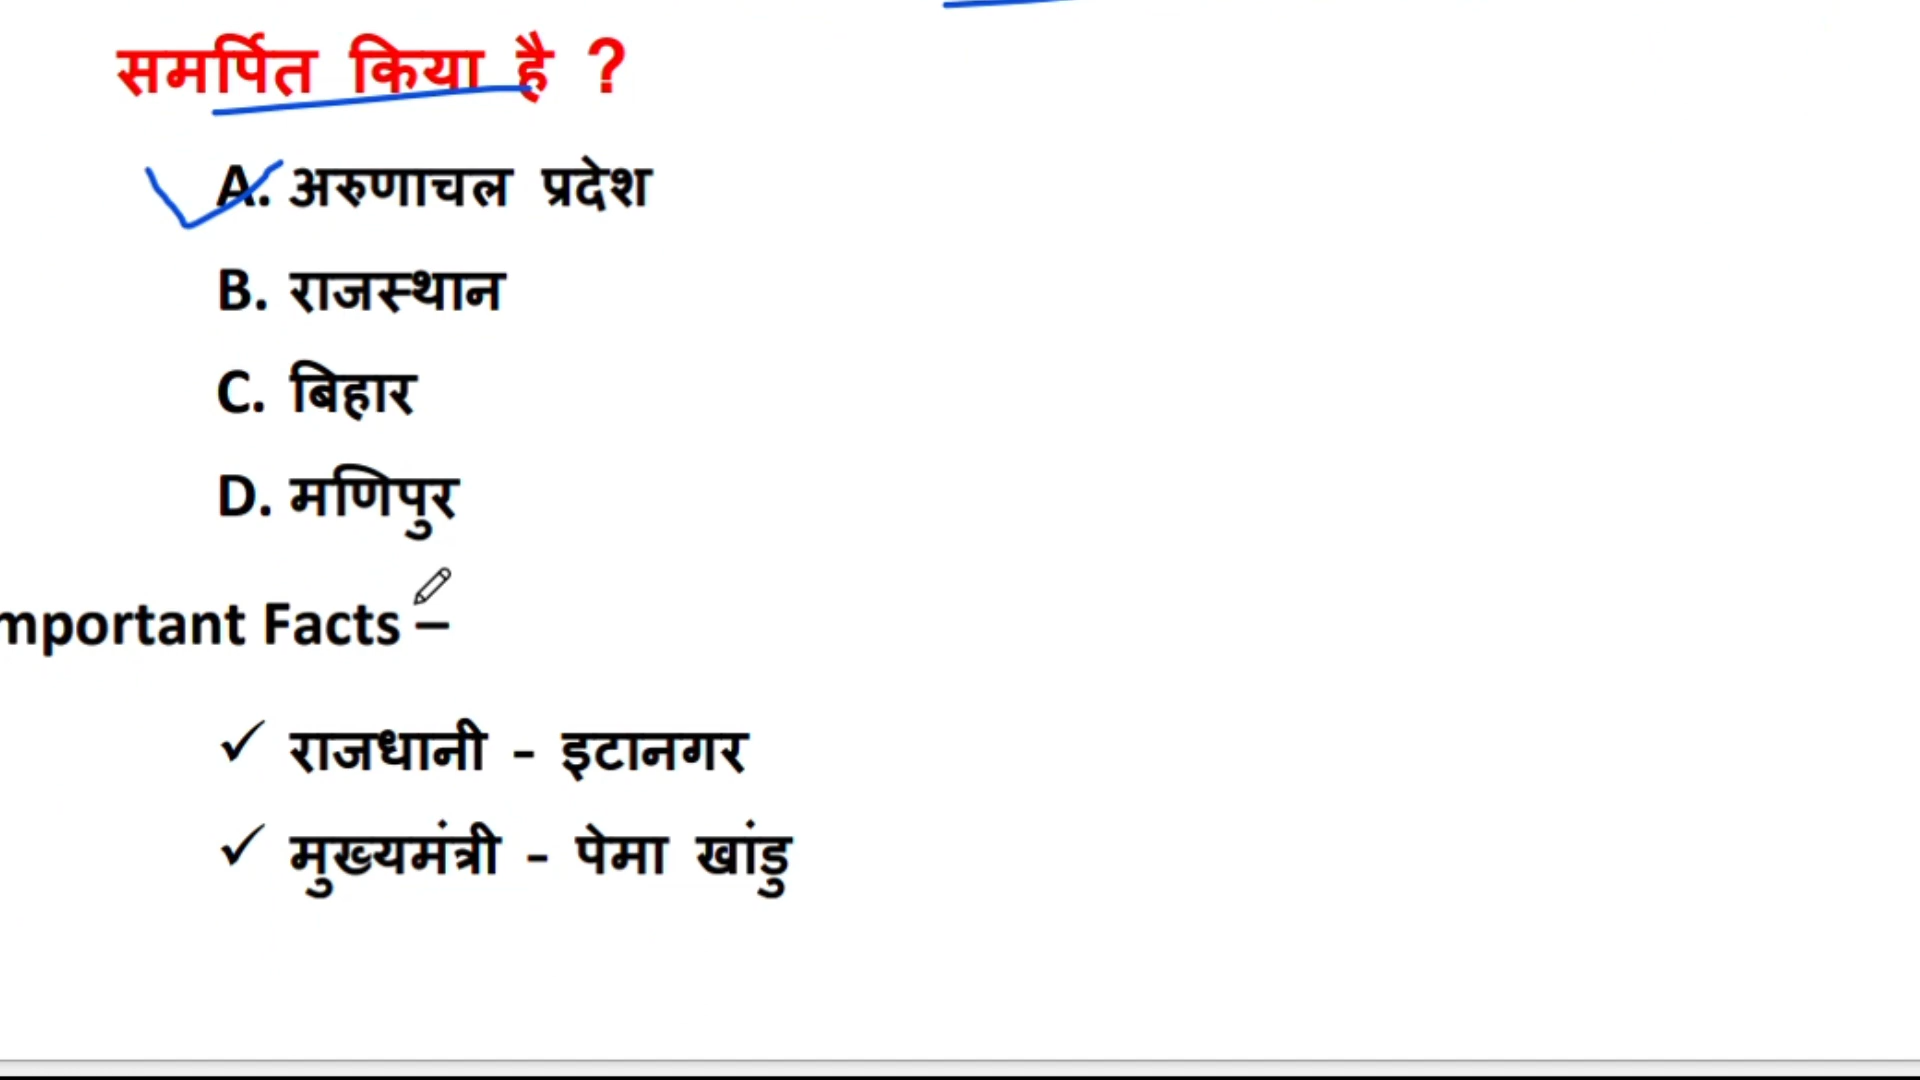 समर्पित किया है ?
A. अरुणाचल प्रदेश
B. राजस्थान
C. बिहार
D. मणिपुर
mportant Facts –
✓ राजधानी - इटानगर
✓ मुख्यमंत्री - पेमा खांडु